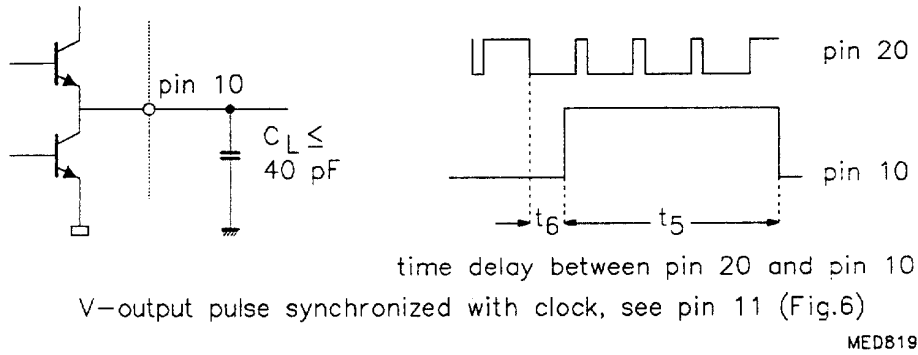 pin 20
pin 10
C_L ≤
40 pF
pin 10
t6
t5
time delay between pin 20 and pin 10
V-output pulse synchronized with clock, see pin 11 (Fig.6)
MED819